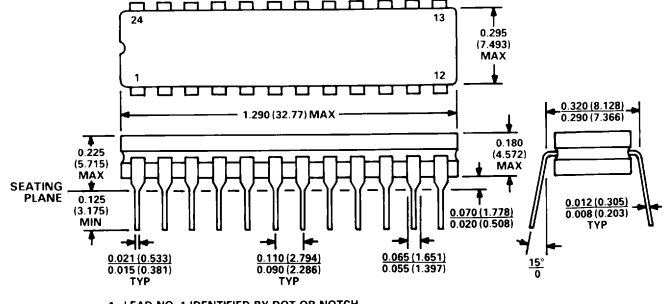 24
13
0.295
(7.493)
MAX
1
12
1.290 (32.77) MAX
0.320 (8.128)
0.290 (7.366)
0.225
(5.715)
MAX
0.180
(4.572)
MAX
SEATING
PLANE
0.125
(3.175)
MIN
0.070 (1.778)
0.020 (0.508)
0.012 (0.305)
0.008 (0.203)
TYP
0.021 (0.533)
0.015 (0.381)
TYP
0.110 (2.794)
0.090 (2.286)
TYP
0.065 (1.651)
0.055 (1.397)
15°
0
1. LEAD NO. 1 IDENTIFIED BY DOT OR NOTCH